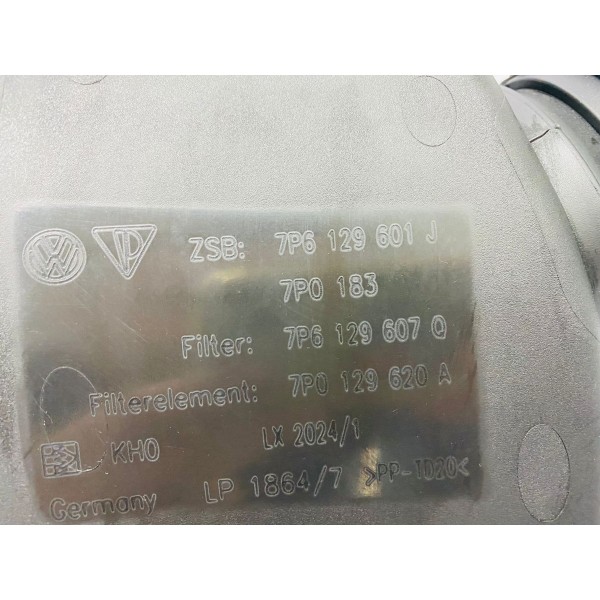 ZSB: 7P6 129 601 J
7P0 183
Filter: 7P6 129 607 Q
Filterelement: 7P0 129 620 A
KHO LX 2024/1
Germany LP 1864/7 >PP-TD20<